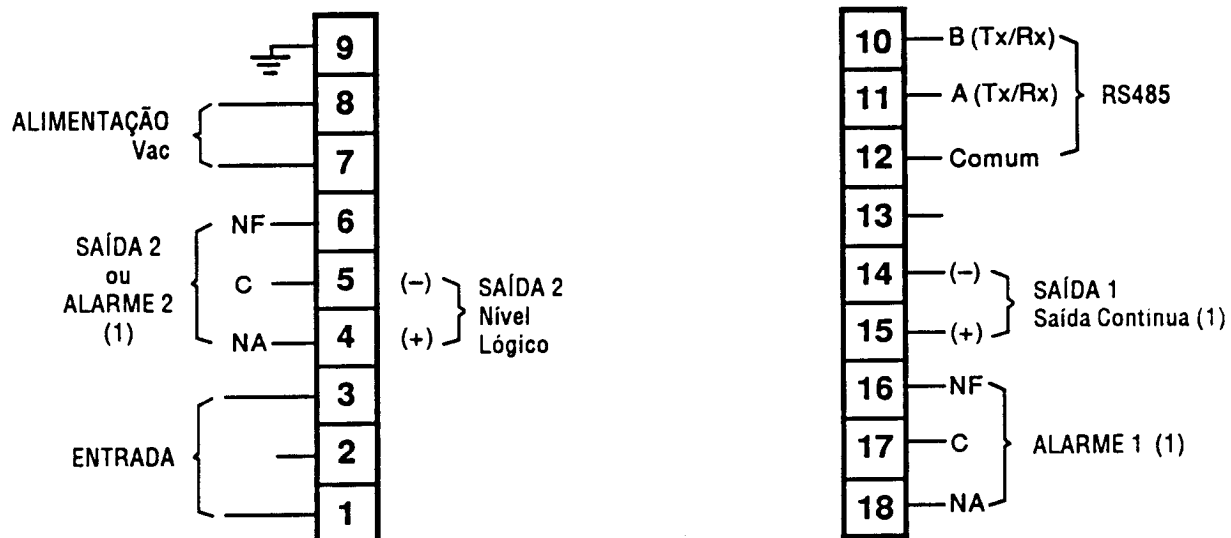 9
8
7
6
5
4
3
2
1
ALIMENTAÇÃO
Vac
NF
C
NA
SAÍDA 2
ou
ALARME 2
(1)
(–)
(+)
SAÍDA 2
Nível
Lógico
ENTRADA
10
11
12
13
14
15
16
17
18
B (Tx/Rx)
A (Tx/Rx)
Comum
RS485
(–)
(+)
SAÍDA 1
Saída Continua (1)
NF
C
NA
ALARME 1 (1)